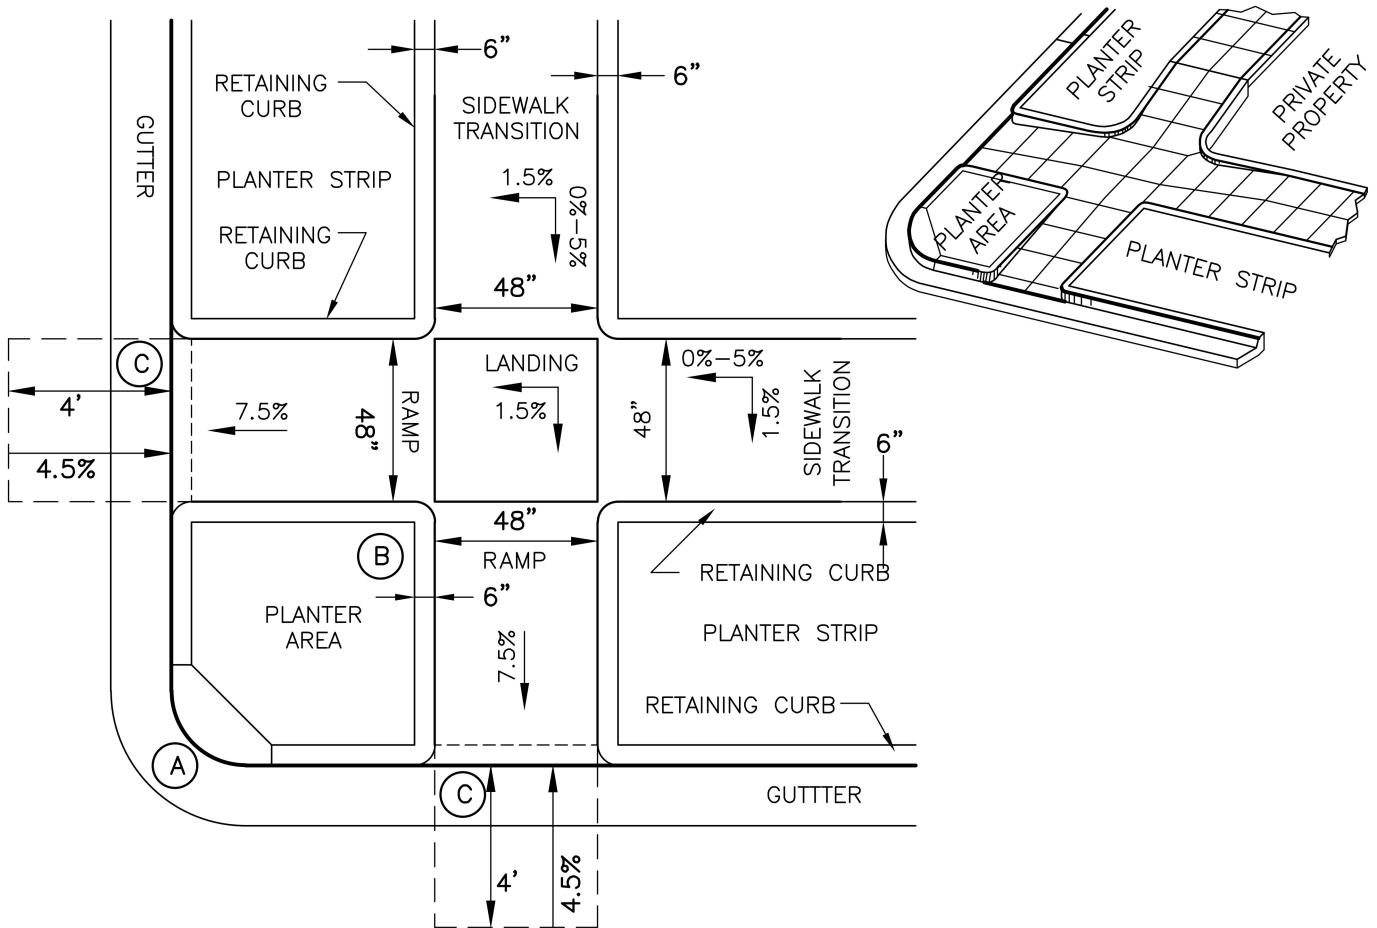 6”
RETAINING
CURB
6”
SIDEWALK
TRANSITION
GUTTER
PLANTER STRIP
1.5%
0%–5%
RETAINING
CURB
48”
C
4’
4.5%
7.5%
48”
RAMP
LANDING
1.5%
0%–5%
48”
1.5%
SIDEWALK
TRANSITION
6”
B
48”
RAMP
RETAINING CURB
6”
PLANTER
AREA
7.5%
PLANTER STRIP
RETAINING CURB
A
C
GUTTTER
4’
4.5%
PLANTER
STRIP
PRIVATE
PROPERTY
PLANTER
AREA
PLANTER STRIP